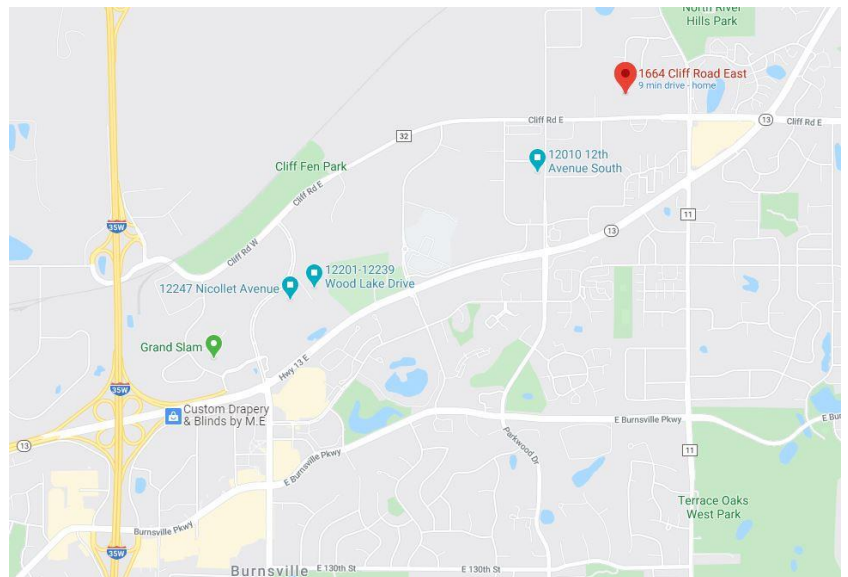 North River
Hills Park
1664 Cliff Road East
9 min drive - home
13
Cliff Rd E
Cliff Rd E
32
12010 12th
Avenue South
Cliff Fen Park
Cliff Rd E
11
35W
13
Cliff Rd W
12201-12239
Wood Lake Drive
12247 Nicollet Avenue
Grand Slam
Hwy 13 E
35W
Custom Drapery
& Blinds by M.E
E Burnsville Pkwy
E Bu
13
Parkwood Dr
11
E Burnsville Pkwy
Terrace Oaks
West Park
Burnsville Pkwy
35W
Burnsville
E 130th St
E 130th St